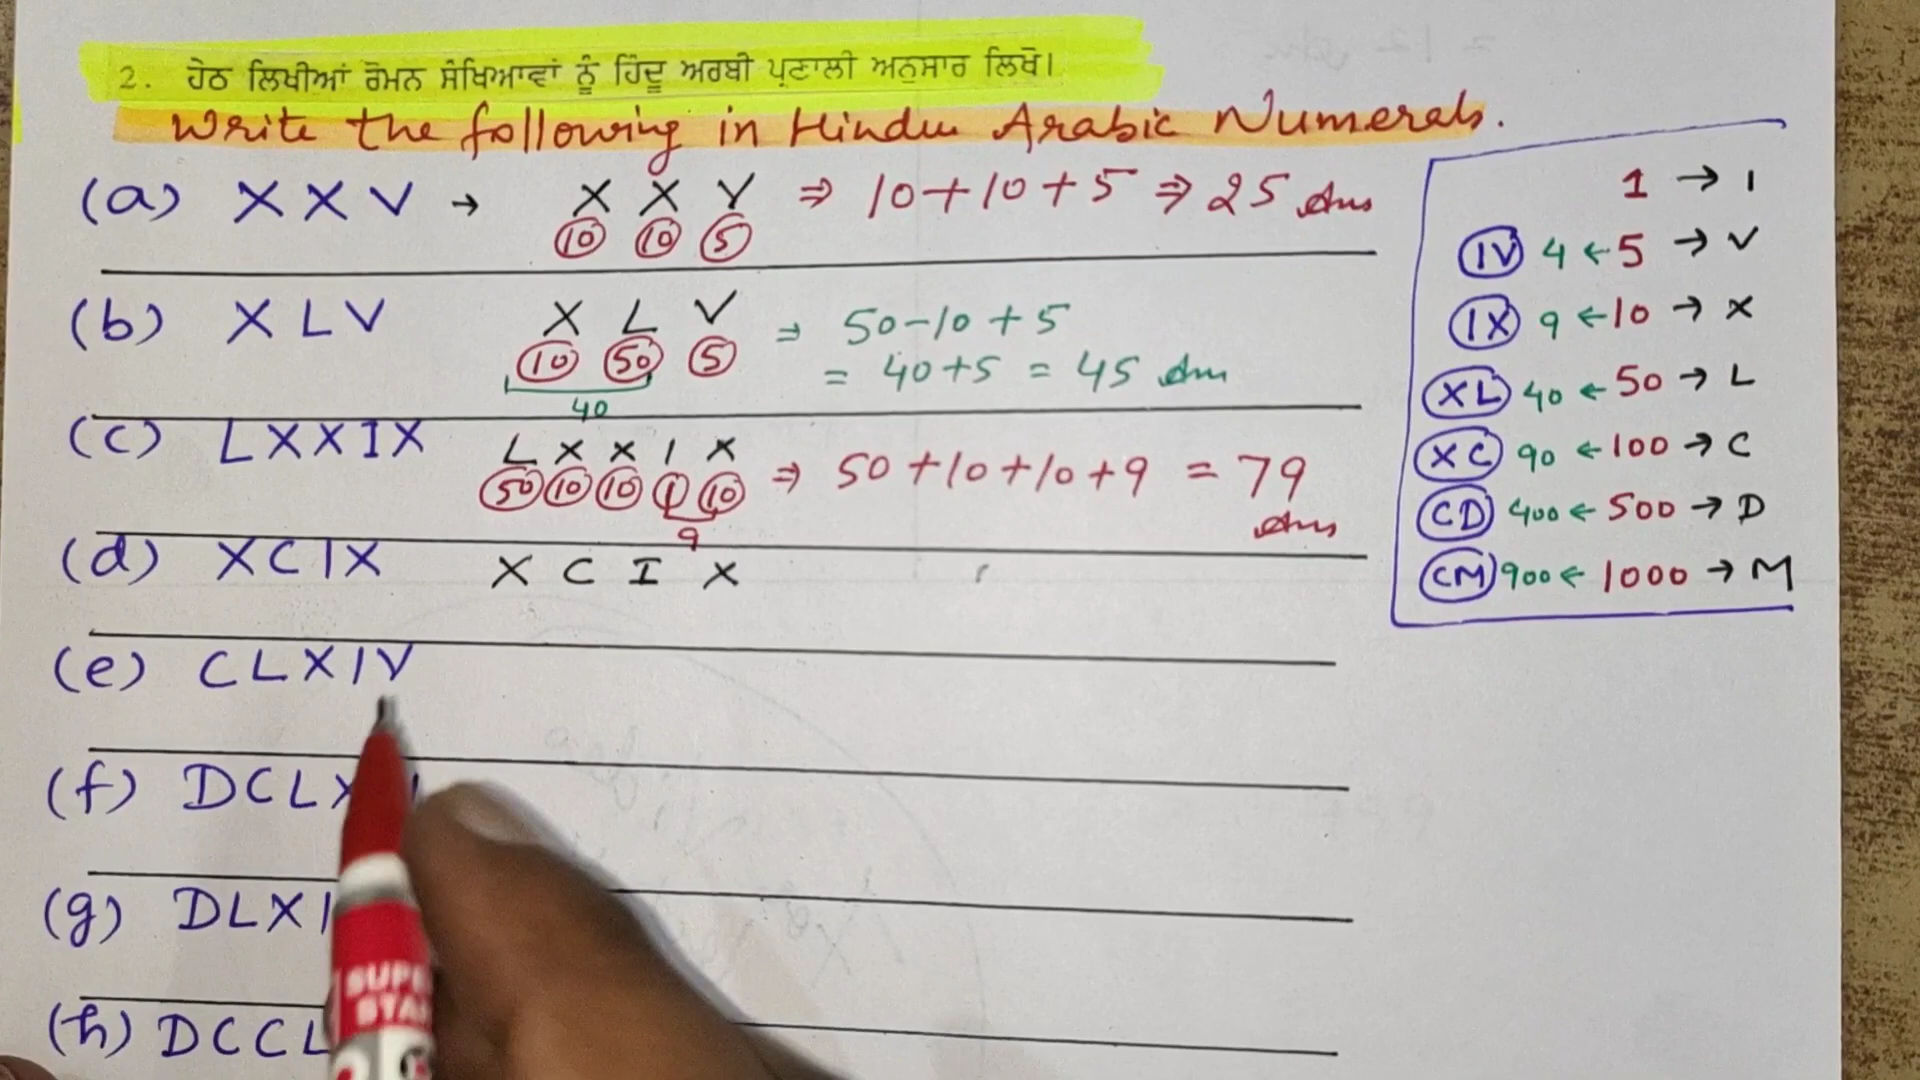 2. ਹੇਠ ਲਿਖੀਆਂ ਰੋਮਨ ਸੰਖਿਆਵਾਂ ਨੂੰ ਹਿੰਦੂ ਅਰਬੀ ਪ੍ਰਣਾਲੀ ਅਨੁਸਾਰ ਲਿਖੋ।
Write the following in Hindu Arabic Numerals.
(a) XXV → X X V ⇒ 10+10+5 ⇒ 25 Ans
10 10 5
(b) XLV X L V ⇒ 50-10+5
10 50 5 = 40+5 = 45 Ans
40
(c) LXXIX L X X I X ⇒ 50+10+10+9 = 79
50 10 10 1 10 Ans
9
(d) XCIX X C I X
(e) CLXIV
(f) DCLX
(g) DLXI
(h) DCCL
1 → I
IV 4 ← 5 → V
IX 9 ← 10 → X
XL 40 ← 50 → L
XC 90 ← 100 → C
CD 400 ← 500 → D
CM 900 ← 1000 → M